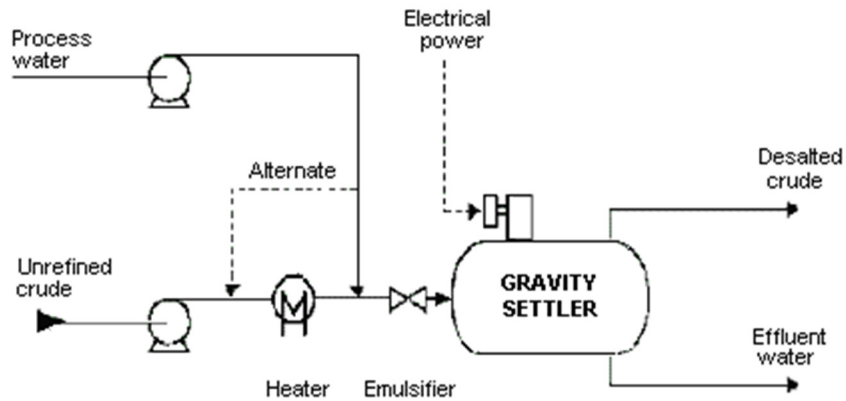 Electrical
power
Process
water
Alternate
Desalted
crude
Unrefined
crude
GRAVITY
SETTLER
Effluent
water
Heater
Emulsifier